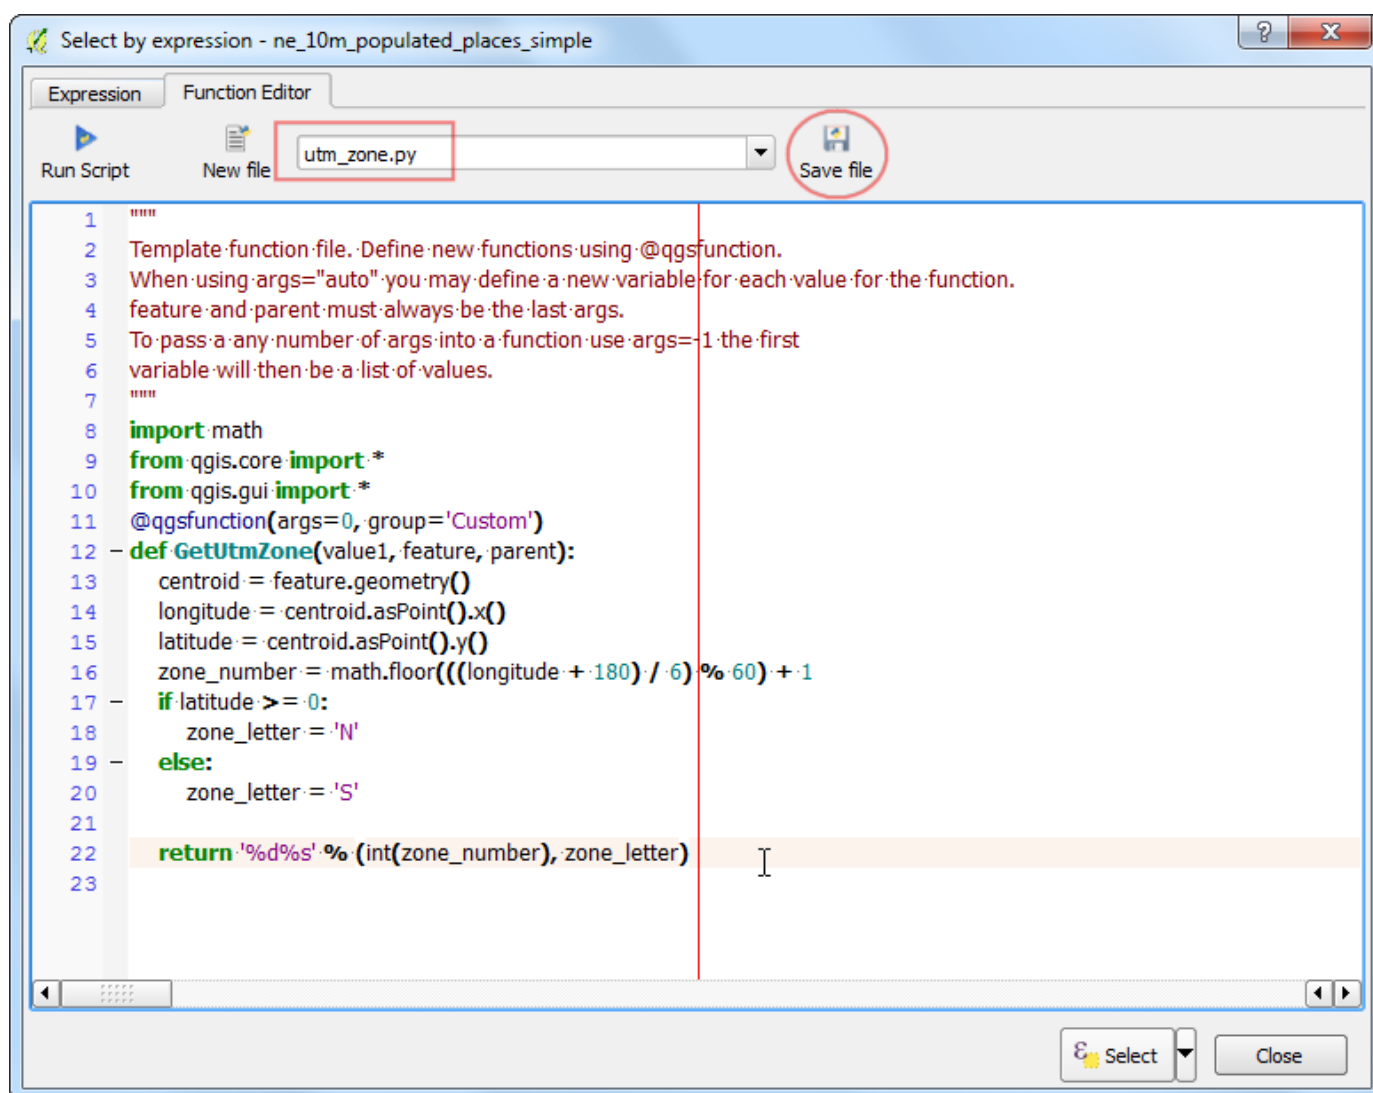 Select by expression - ne_10m_populated_places_simple
Expression Function Editor
Run Script New file utm_zone.py Save file
1 """
2 Template function file. Define new functions using @qgsfunction.
3 When using args="auto" you may define a new variable for each value for the function.
4 feature and parent must always be the last args.
5 To pass a any number of args into a function use args=-1 the first
6 variable will then be a list of values.
7 """
8 import math
9 from qgis.core import *
10 from qgis.gui import *
11 @qgsfunction(args=0, group='Custom')
12 def GetUtmZone(value1, feature, parent):
13     centroid = feature.geometry()
14     longitude = centroid.asPoint().x()
15     latitude = centroid.asPoint().y()
16     zone_number = math.floor(((longitude + 180) / 6) % 60) + 1
17     if latitude >= 0:
18         zone_letter = 'N'
19     else:
20         zone_letter = 'S'
21
22     return '%d%s' % (int(zone_number), zone_letter)
23
Select Close